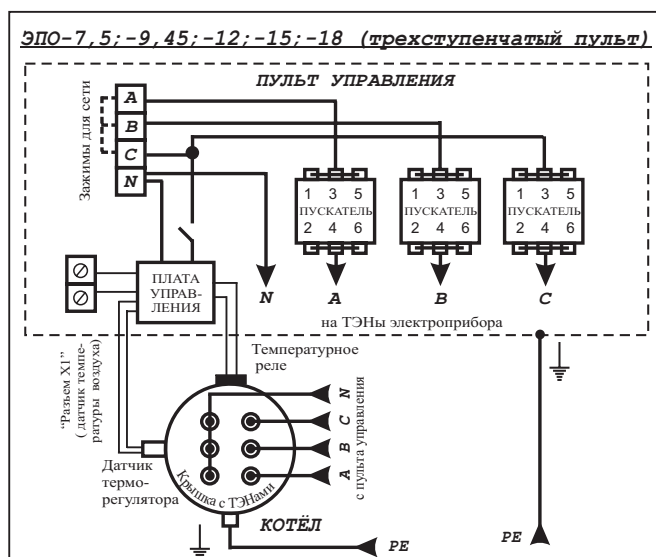 ЭПО-7,5;-9,45;-12;-15;-18 (трехступенчатый пульт)
ПУЛЬТ УПРАВЛЕНИЯ
Зажимы для сети
A
B
C
N
1 3 5
ПУСКАТЕЛЬ
2 4 6
1 3 5
ПУСКАТЕЛЬ
2 4 6
1 3 5
ПУСКАТЕЛЬ
2 4 6
ПЛАТА
УПРАВ-
ЛЕНИЯ
N
A
B
C
на ТЭНы электроприбора
"Разъем X1"
( датчик темпе-
ратуры воздуха)
Температурное
реле
N
C
B
A
с пульта управления
Датчик
термо-
регулятора
Крышка с ТЭНами
КОТЁЛ
PE
PE